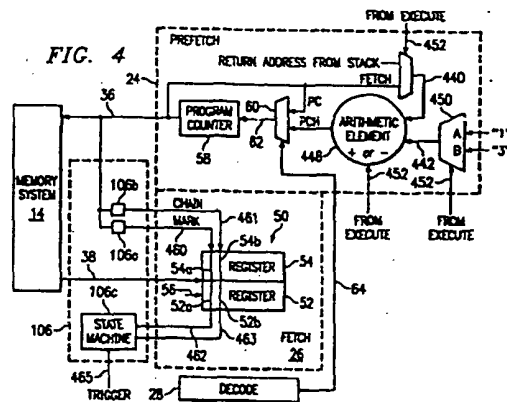 FROM EXECUTE
FIG. 4
PREFETCH
452
RETURN ADDRESS FROM STACK
24
FETCH
440
36
60
PC
450
PROGRAM COUNTER
62
PCH
ARITHMETIC ELEMENT
+ or -
A
B
"1"
"3"
58
448
442
452
452
MEMORY SYSTEM
14
106b
CHAIN
461
FROM EXECUTE
FROM EXECUTE
106a
MARK
460
50
54b
38
54a
REGISTER
54
64
106c
56
REGISTER
52
52a
52b
106
STATE MACHINE
FETCH
26
462
463
465
TRIGGER
28
DECODE